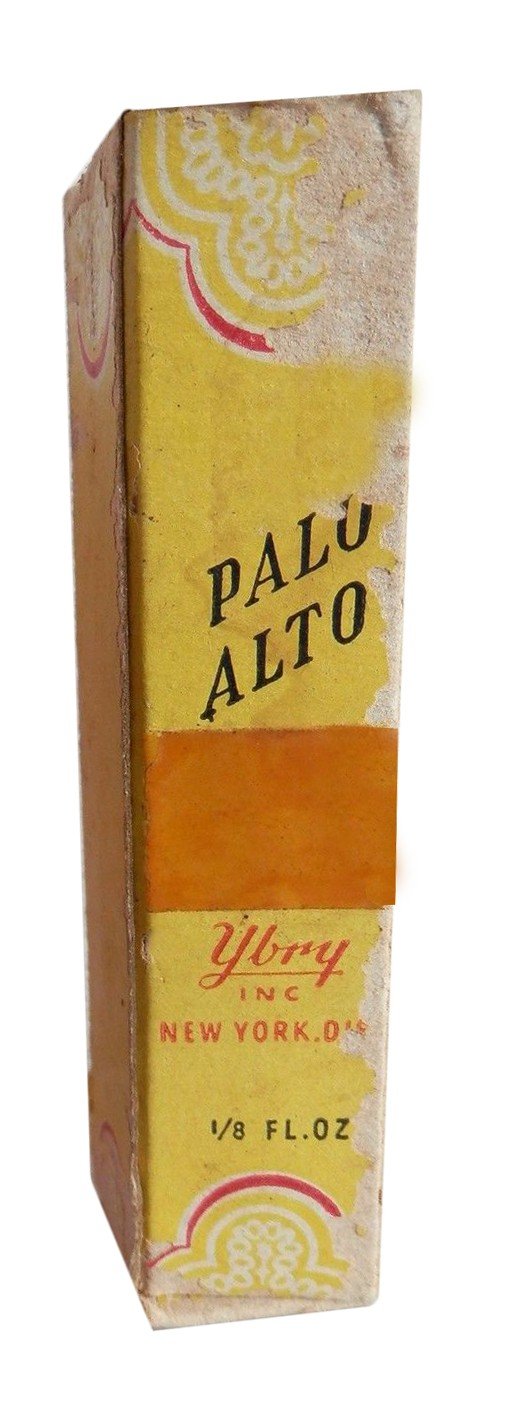 PALO
ALTO
Ybry
INC
NEW YORK.
1/8 FL.OZ